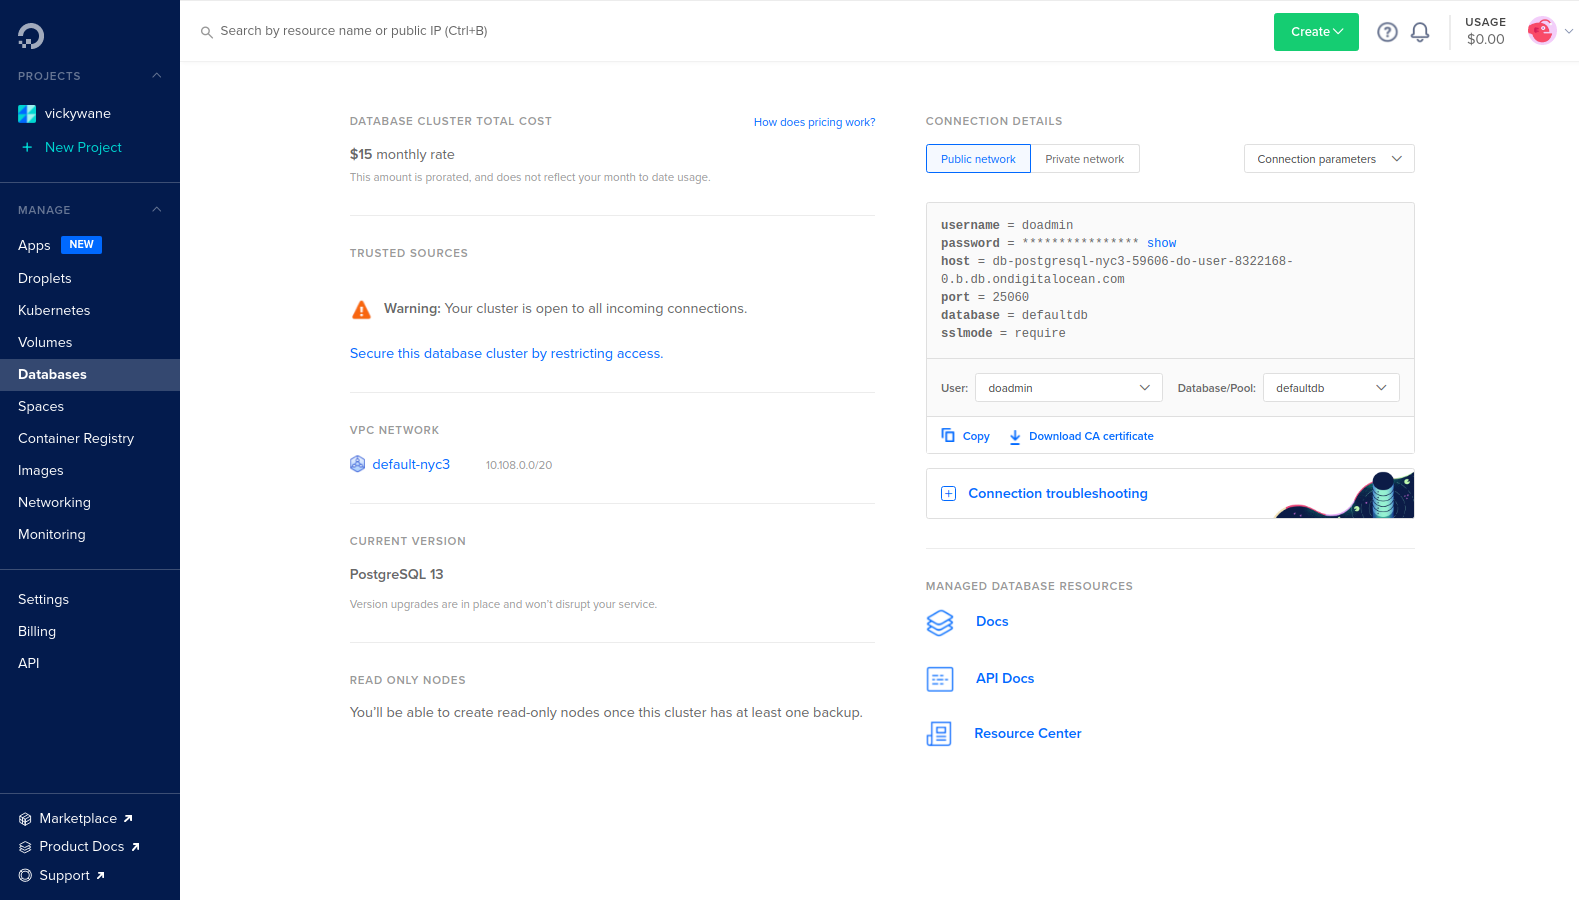 Search by resource name or public IP (Ctrl+B)
Create
USAGE
$0.00
PROJECTS
vickywane
+ New Project
MANAGE
Apps NEW
Droplets
Kubernetes
Volumes
Databases
Spaces
Container Registry
Images
Networking
Monitoring
Settings
Billing
API
Marketplace
Product Docs
Support
DATABASE CLUSTER TOTAL COST
How does pricing work?
$15 monthly rate
This amount is prorated, and does not reflect your month to date usage.
TRUSTED SOURCES
Warning: Your cluster is open to all incoming connections.
Secure this database cluster by restricting access.
VPC NETWORK
default-nyc3 10.108.0.0/20
CURRENT VERSION
PostgreSQL 13
Version upgrades are in place and won't disrupt your service.
READ ONLY NODES
You'll be able to create read-only nodes once this cluster has at least one backup.
CONNECTION DETAILS
Public network Private network Connection parameters
username = doadmin
password = **************** show
host = db-postgresql-nyc3-59606-do-user-8322168-
0.b.db.ondigitalocean.com
port = 25060
database = defaultdb
sslmode = require
User: doadmin Database/Pool: defaultdb
Copy Download CA certificate
Connection troubleshooting
MANAGED DATABASE RESOURCES
Docs
API Docs
Resource Center